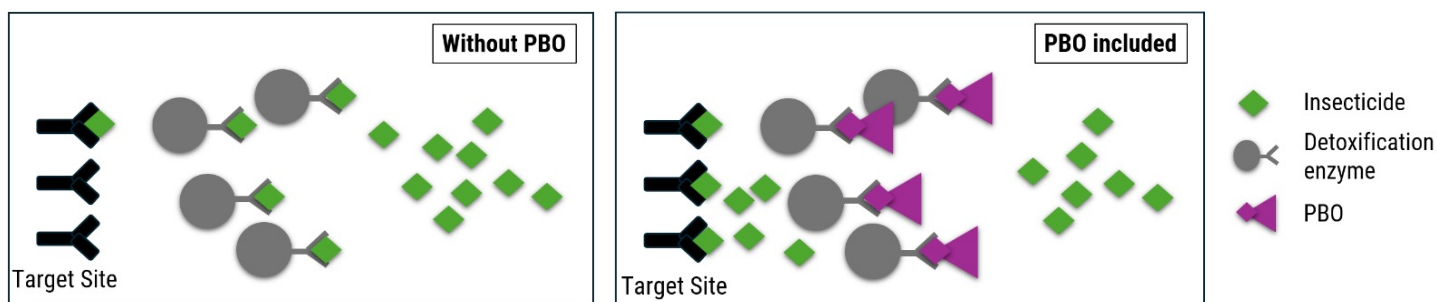 Without PBO
Target Site
PBO included
Target Site
Insecticide
Detoxification
enzyme
PBO